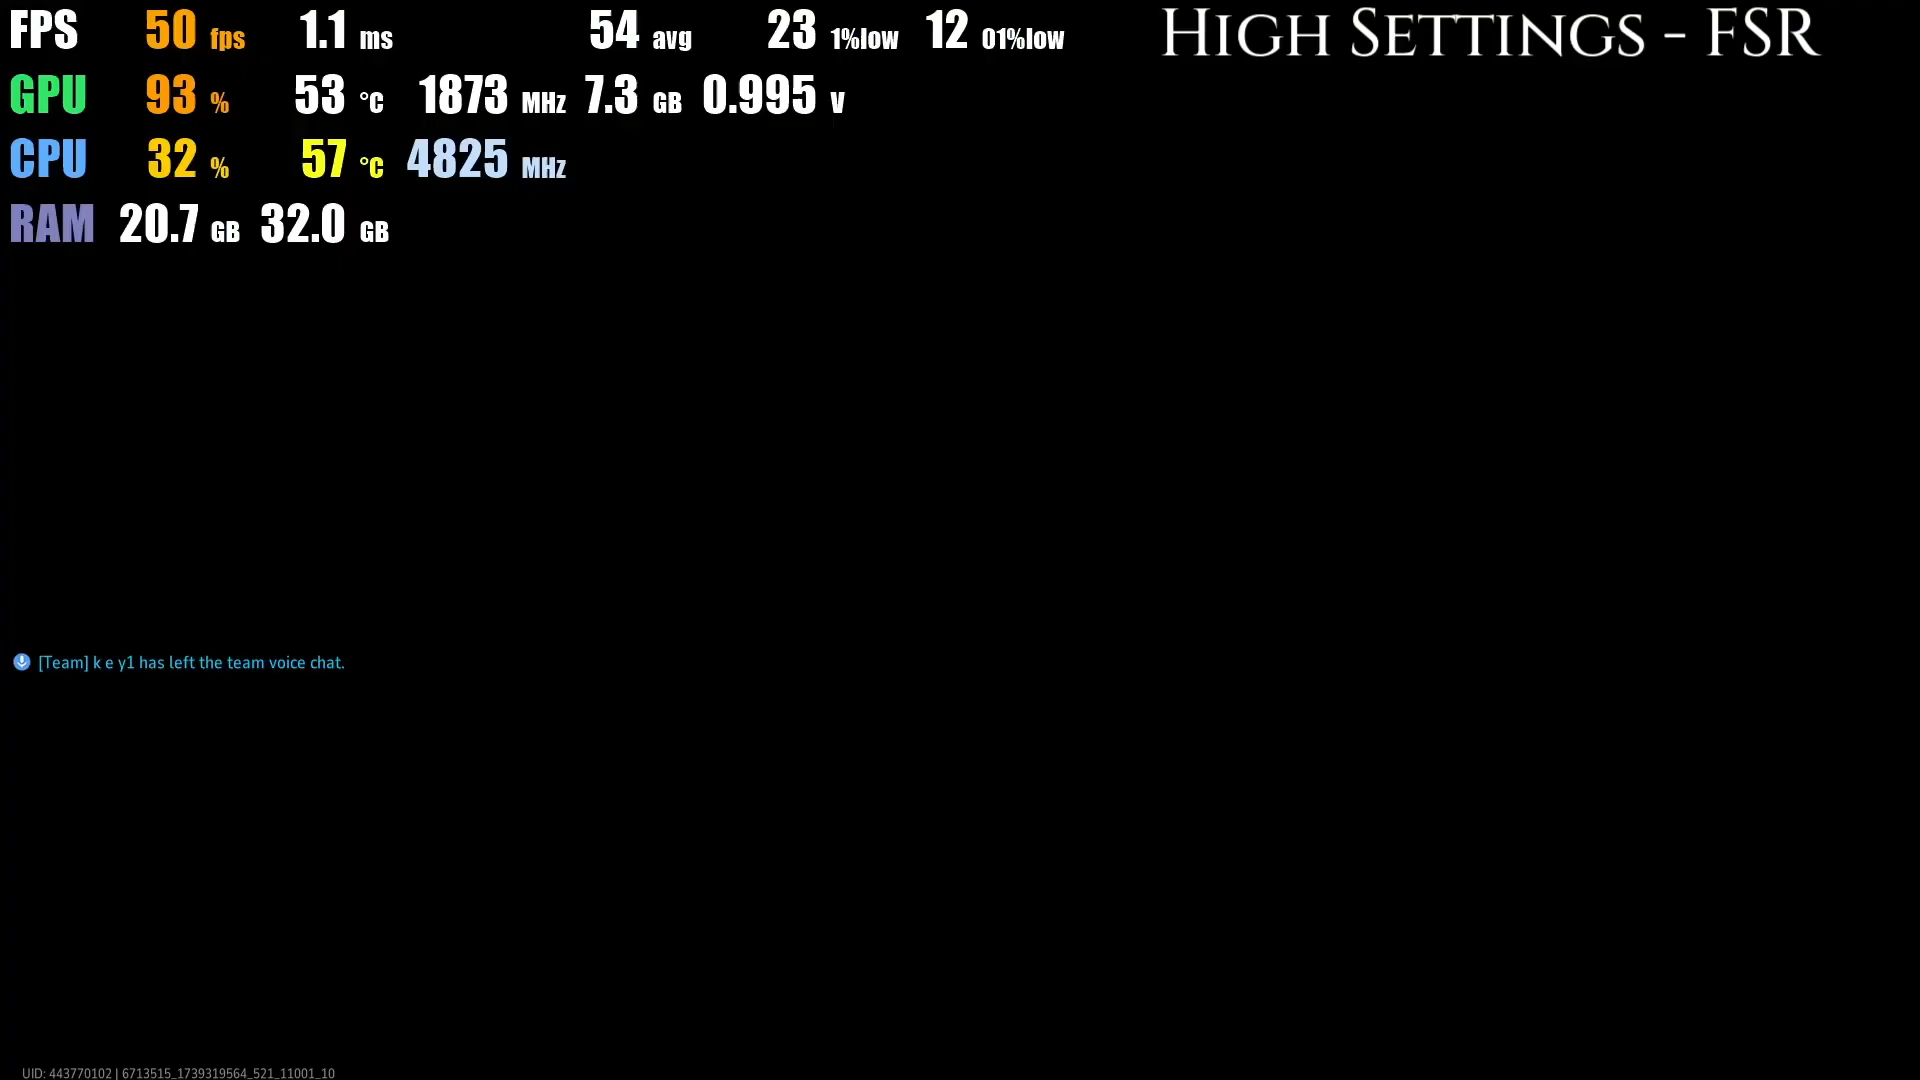 FPS 50 fps 1.1 ms 54 avg 23 1%low 12 01%low
HIGH SETTINGS - FSR
GPU 93 % 53 °C 1873 MHz 7.3 GB 0.995 V
CPU 32 % 57 °C 4825 MHz
RAM 20.7 GB 32.0 GB
[Team] k e y1 has left the team voice chat.
UID: 443770102 | 6713515_1739319564_521_11001_10